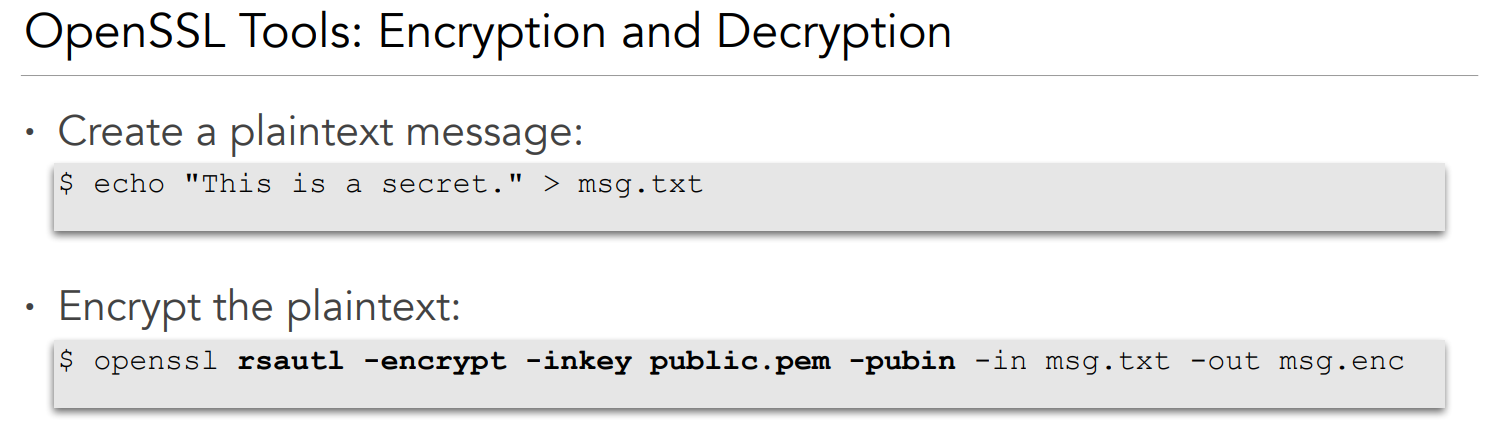 OpenSSL Tools: Encryption and Decryption
• Create a plaintext message:
$ echo "This is a secret." > msg.txt
• Encrypt the plaintext:
$ openssl rsautl -encrypt -inkey public.pem -pubin -in msg.txt -out msg.enc